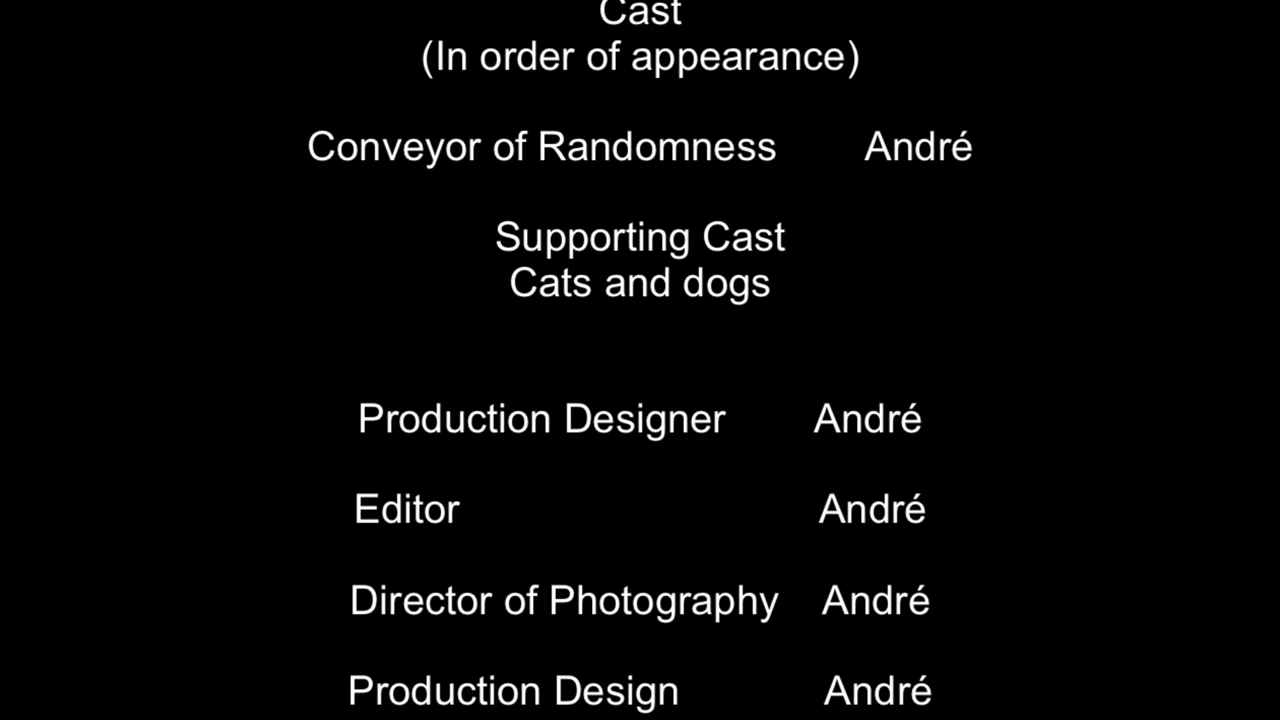 Cast
(In order of appearance)
Conveyor of Randomness André
Supporting Cast
Cats and dogs
Production Designer André
Editor André
Director of Photography André
Production Design André